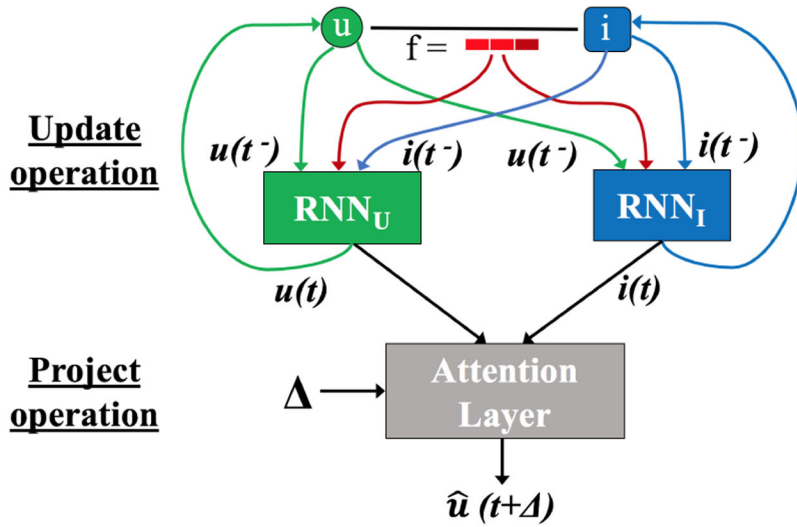 u
i
f =
Update
operation
u(t⁻)
i(t⁻)
u(t⁻)
i(t⁻)
RNN_U
RNN_I
u(t)
i(t)
Project
operation
Δ
Attention
Layer
û (t+Δ)